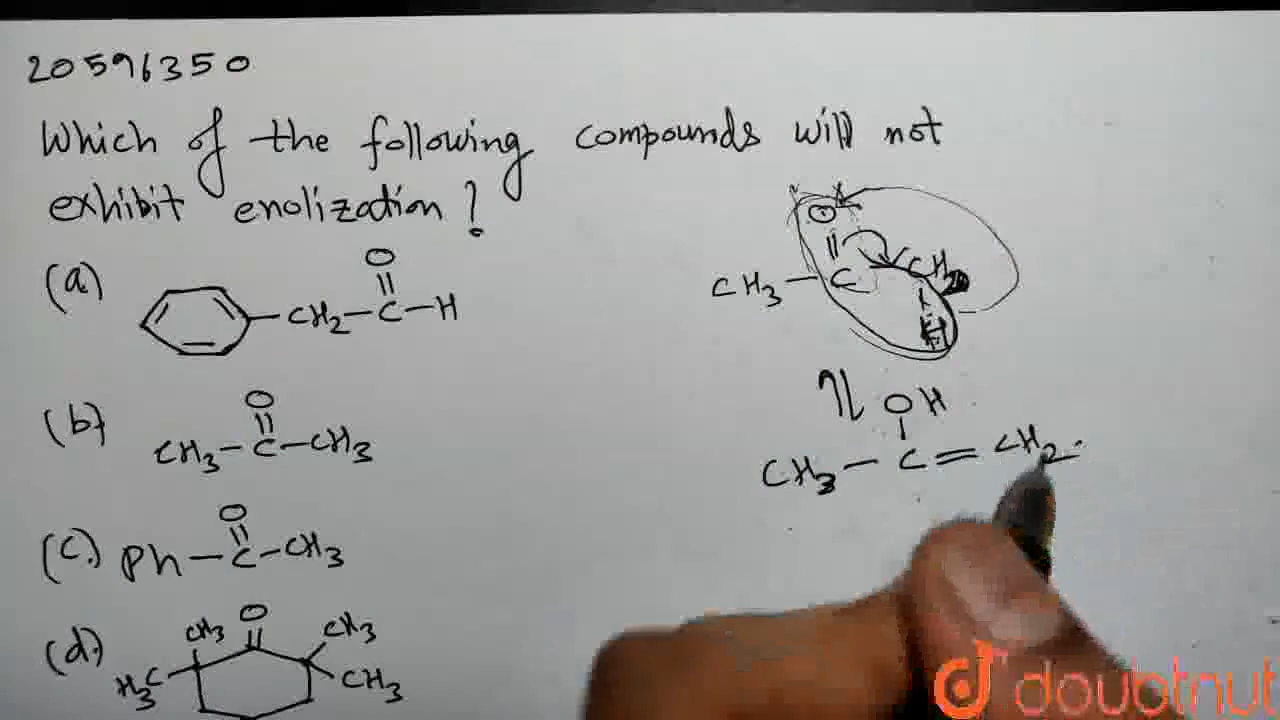 20596350
Which of the following compounds will not
exhibit enolization?
(a)
O
CH2-C-H
(b)
O
CH3-C-CH3
(c.)
O
Ph-C-CH3
(d.)
O
CH3
CH3
H3C
CH3
O
CH3-C
CH2
H
OH
CH3-C=CH2
doubtnut